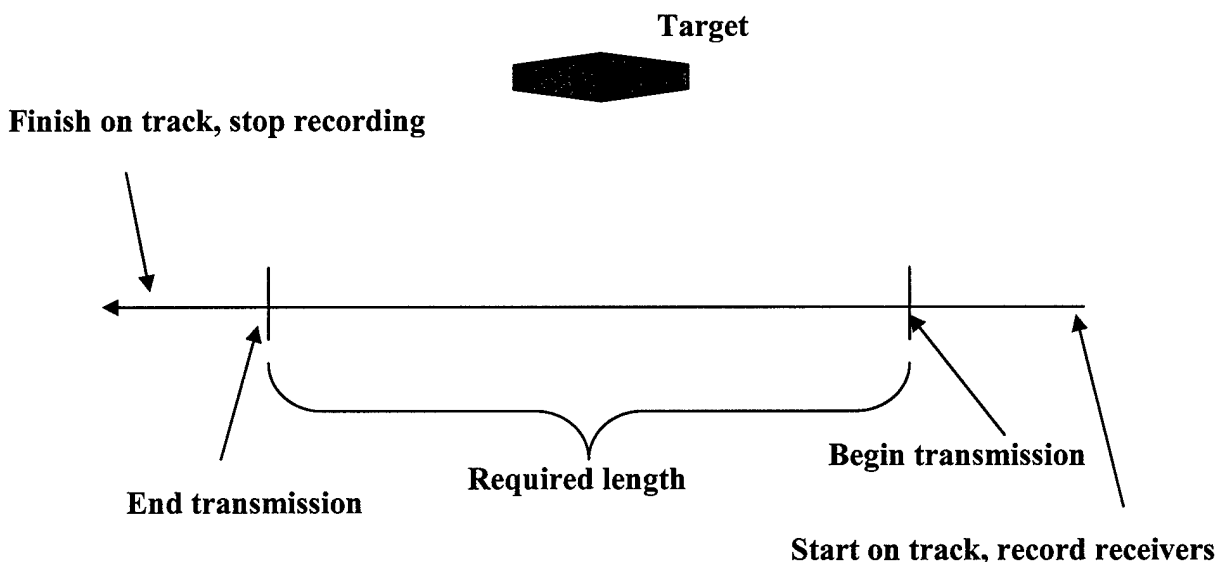 Target
Finish on track, stop recording
Required length
Begin transmission
End transmission
Start on track, record receivers